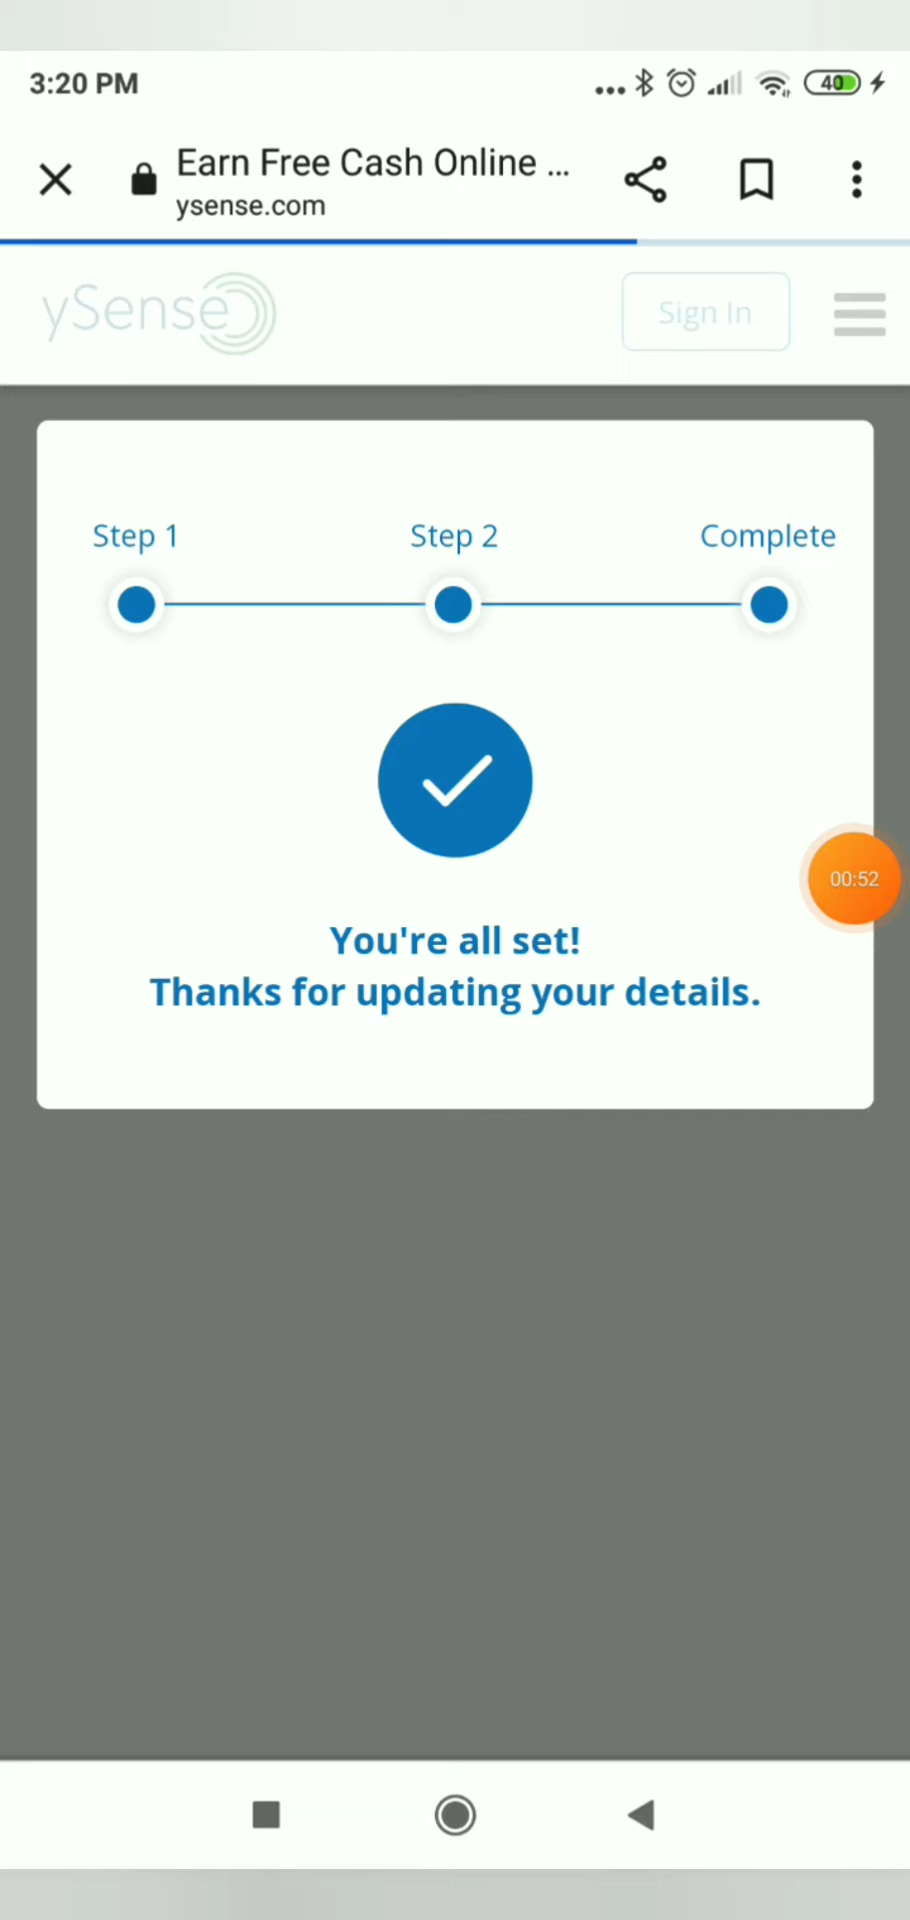 3:20 PM
40
Earn Free Cash Online ...
ysense.com
ySense
Sign In
Step 1
Step 2
Complete
00:52
You're all set!
Thanks for updating your details.